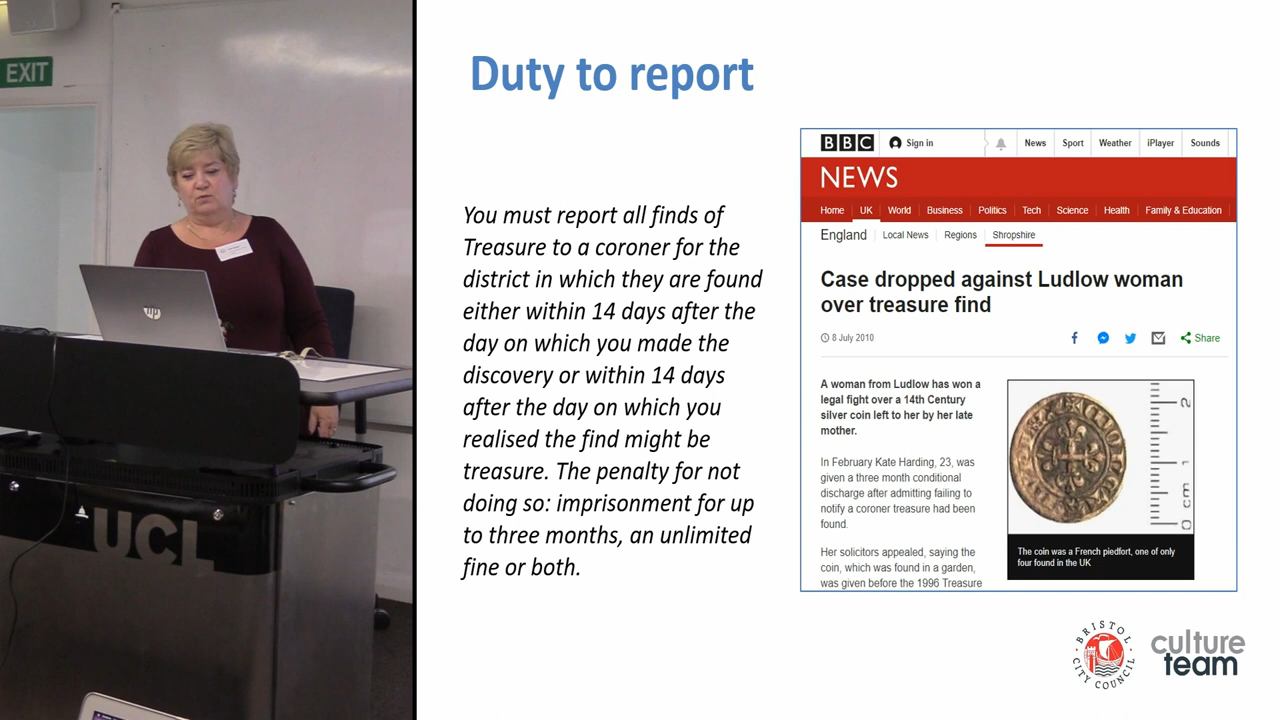 EXIT
hp
UCL
Duty to report
You must report all finds of
Treasure to a coroner for the
district in which they are found
either within 14 days after the
day on which you made the
discovery or within 14 days
after the day on which you
realised the find might be
treasure. The penalty for not
doing so: imprisonment for up
to three months, an unlimited
fine or both.
BBC Sign in News Sport Weather iPlayer Sounds
NEWS
Home UK World Business Politics Tech Science Health Family & Education
England Local News Regions Shropshire
Case dropped against Ludlow woman
over treasure find
8 July 2010 Share
A woman from Ludlow has won a
legal fight over a 14th Century
silver coin left to her by her late
mother.
In February Kate Harding, 23, was
given a three month conditional
discharge after admitting failing to
notify a coroner treasure had been
found.
Her solicitors appealed, saying the
coin, which was found in a garden,
was given before the 1996 Treasure
2
1
0 cm
The coin was a French piedfort, one of only
four found in the UK
BRISTOL
CITY COUNCIL
culture
team